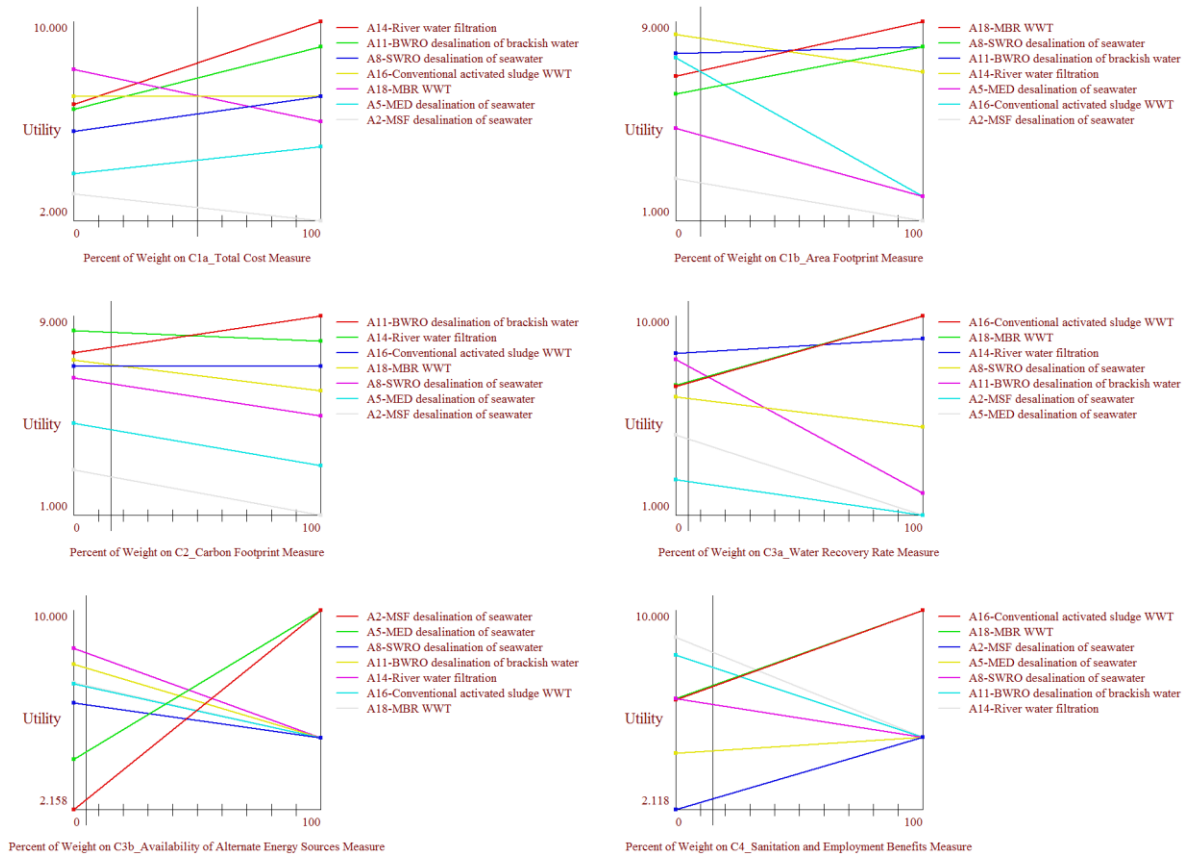 10.000
Utility
2.000
0
100
Percent of Weight on C1a_Total Cost Measure
A14-River water filtration
A11-BWRO desalination of brackish water
A8-SWRO desalination of seawater
A16-Conventional activated sludge WWT
A18-MBR WWT
A5-MED desalination of seawater
A2-MSF desalination of seawater
9.000
Utility
1.000
0
100
Percent of Weight on C1b_Area Footprint Measure
A18-MBR WWT
A8-SWRO desalination of seawater
A11-BWRO desalination of brackish water
A14-River water filtration
A5-MED desalination of seawater
A16-Conventional activated sludge WWT
A2-MSF desalination of seawater
9.000
Utility
1.000
0
100
Percent of Weight on C2_Carbon Footprint Measure
A11-BWRO desalination of brackish water
A14-River water filtration
A16-Conventional activated sludge WWT
A18-MBR WWT
A8-SWRO desalination of seawater
A5-MED desalination of seawater
A2-MSF desalination of seawater
10.000
Utility
1.000
0
100
Percent of Weight on C3a_Water Recovery Rate Measure
A16-Conventional activated sludge WWT
A18-MBR WWT
A14-River water filtration
A8-SWRO desalination of seawater
A11-BWRO desalination of brackish water
A2-MSF desalination of seawater
A5-MED desalination of seawater
10.000
Utility
2.158
0
100
Percent of Weight on C3b_Availability of Alternate Energy Sources Measure
A2-MSF desalination of seawater
A5-MED desalination of seawater
A8-SWRO desalination of seawater
A11-BWRO desalination of brackish water
A14-River water filtration
A16-Conventional activated sludge WWT
A18-MBR WWT
10.000
Utility
2.118
0
100
Percent of Weight on C4_Sanitation and Employment Benefits Measure
A16-Conventional activated sludge WWT
A18-MBR WWT
A2-MSF desalination of seawater
A5-MED desalination of seawater
A8-SWRO desalination of seawater
A11-BWRO desalination of brackish water
A14-River water filtration